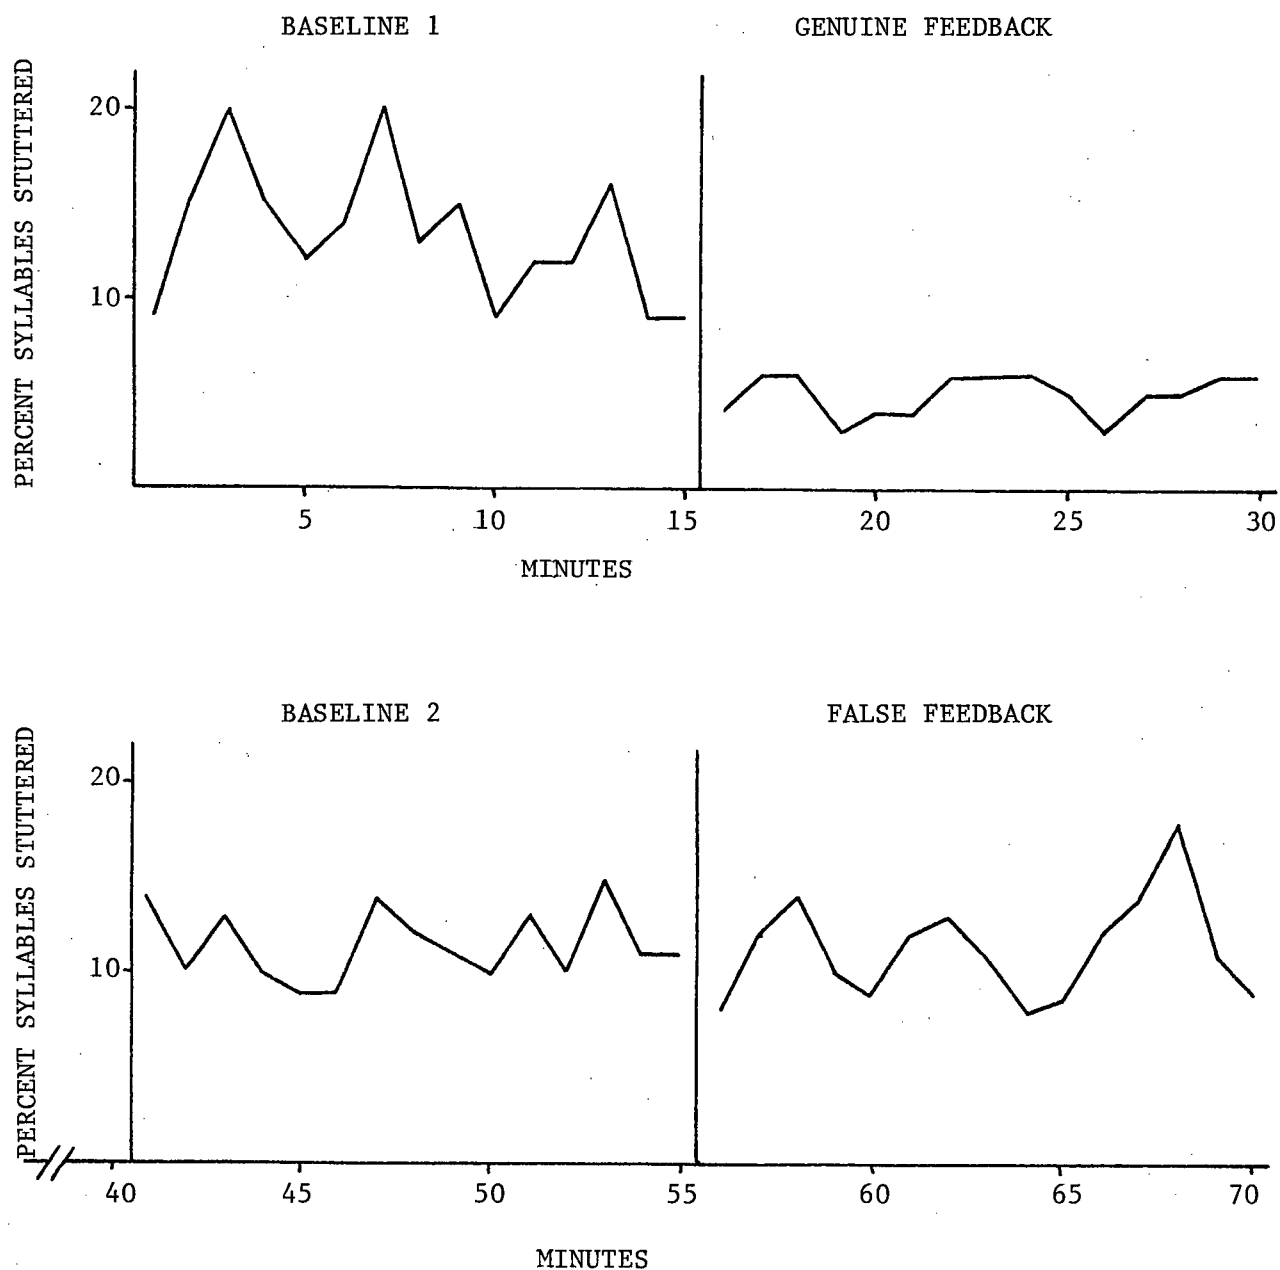 BASELINE 1 GENUINE FEEDBACK
PERCENT SYLLABLES STUTTERED
20
10
5 10 15 20 25 30
MINUTES
BASELINE 2 FALSE FEEDBACK
PERCENT SYLLABLES STUTTERED
20
10
40 45 50 55 60 65 70
MINUTES